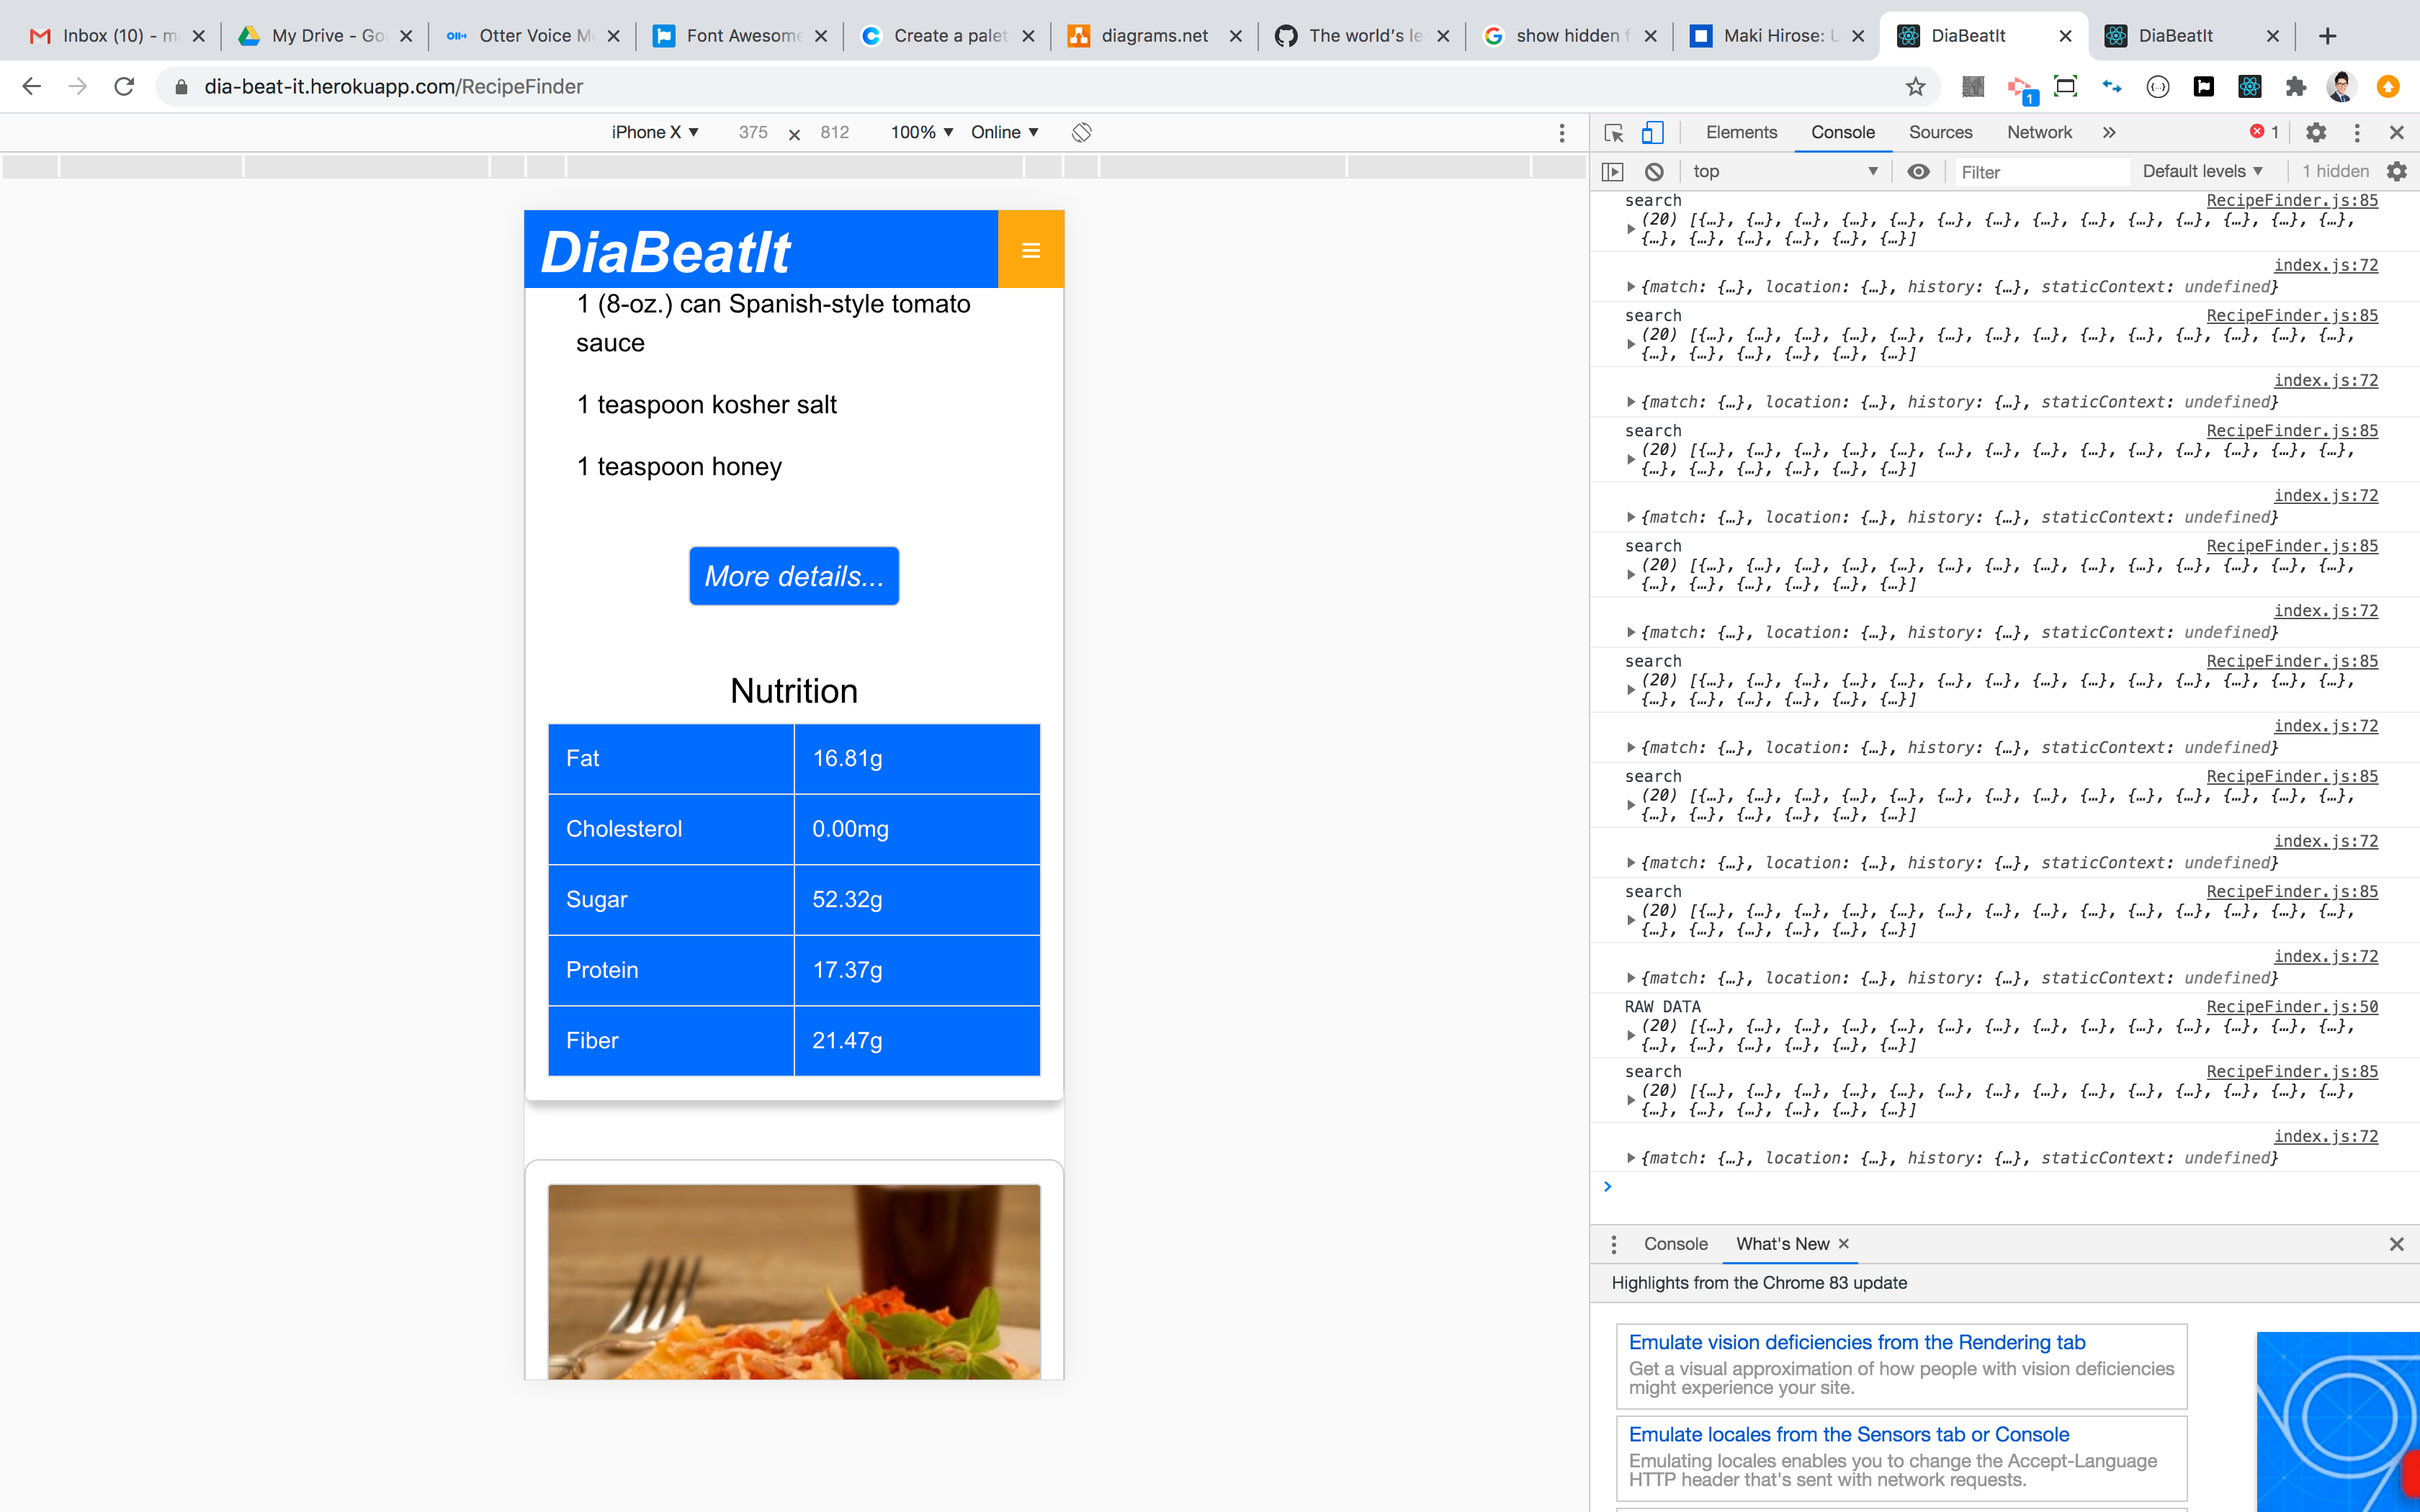 Inbox (10) - m
My Drive - Go
Otter Voice M
Font Awesome
Create a palet
diagrams.net
The world's le
show hidden f
Maki Hirose: U
DiaBeatIt
DiaBeatIt
dia-beat-it.herokuapp.com/RecipeFinder
1
iPhone X ▼ 375 × 812 100% ▼ Online ▼
DiaBeatIt
1 (8-oz.) can Spanish-style tomato
sauce
1 teaspoon kosher salt
1 teaspoon honey
More details...
Nutrition
Fat 16.81g
Cholesterol 0.00mg
Sugar 52.32g
Protein 17.37g
Fiber 21.47g
Elements Console Sources Network » 1
top ▼ Filter Default levels ▼ 1 hidden
search RecipeFinder.js:85
(20) [{…}, {…}, {…}, {…}, {…}, {…}, {…}, {…}, {…}, {…}, {…}, {…}, {…}, {…},
{…}, {…}, {…}, {…}, {…}, {…}]
index.js:72
{match: {…}, location: {…}, history: {…}, staticContext: undefined}
search RecipeFinder.js:85
(20) [{…}, {…}, {…}, {…}, {…}, {…}, {…}, {…}, {…}, {…}, {…}, {…}, {…}, {…},
{…}, {…}, {…}, {…}, {…}, {…}]
index.js:72
{match: {…}, location: {…}, history: {…}, staticContext: undefined}
search RecipeFinder.js:85
(20) [{…}, {…}, {…}, {…}, {…}, {…}, {…}, {…}, {…}, {…}, {…}, {…}, {…}, {…},
{…}, {…}, {…}, {…}, {…}, {…}]
index.js:72
{match: {…}, location: {…}, history: {…}, staticContext: undefined}
search RecipeFinder.js:85
(20) [{…}, {…}, {…}, {…}, {…}, {…}, {…}, {…}, {…}, {…}, {…}, {…}, {…}, {…},
{…}, {…}, {…}, {…}, {…}, {…}]
index.js:72
{match: {…}, location: {…}, history: {…}, staticContext: undefined}
search RecipeFinder.js:85
(20) [{…}, {…}, {…}, {…}, {…}, {…}, {…}, {…}, {…}, {…}, {…}, {…}, {…}, {…},
{…}, {…}, {…}, {…}, {…}, {…}]
index.js:72
{match: {…}, location: {…}, history: {…}, staticContext: undefined}
search RecipeFinder.js:85
(20) [{…}, {…}, {…}, {…}, {…}, {…}, {…}, {…}, {…}, {…}, {…}, {…}, {…}, {…},
{…}, {…}, {…}, {…}, {…}, {…}]
index.js:72
{match: {…}, location: {…}, history: {…}, staticContext: undefined}
search RecipeFinder.js:85
(20) [{…}, {…}, {…}, {…}, {…}, {…}, {…}, {…}, {…}, {…}, {…}, {…}, {…}, {…},
{…}, {…}, {…}, {…}, {…}, {…}]
index.js:72
{match: {…}, location: {…}, history: {…}, staticContext: undefined}
RAW DATA RecipeFinder.js:50
(20) [{…}, {…}, {…}, {…}, {…}, {…}, {…}, {…}, {…}, {…}, {…}, {…}, {…}, {…},
{…}, {…}, {…}, {…}, {…}, {…}]
search RecipeFinder.js:85
(20) [{…}, {…}, {…}, {…}, {…}, {…}, {…}, {…}, {…}, {…}, {…}, {…}, {…}, {…},
{…}, {…}, {…}, {…}, {…}, {…}]
index.js:72
{match: {…}, location: {…}, history: {…}, staticContext: undefined}
Console What's New
Highlights from the Chrome 83 update
Emulate vision deficiencies from the Rendering tab
Get a visual approximation of how people with vision deficiencies
might experience your site.
Emulate locales from the Sensors tab or Console
Emulating locales enables you to change the Accept-Language
HTTP header that's sent with network requests.